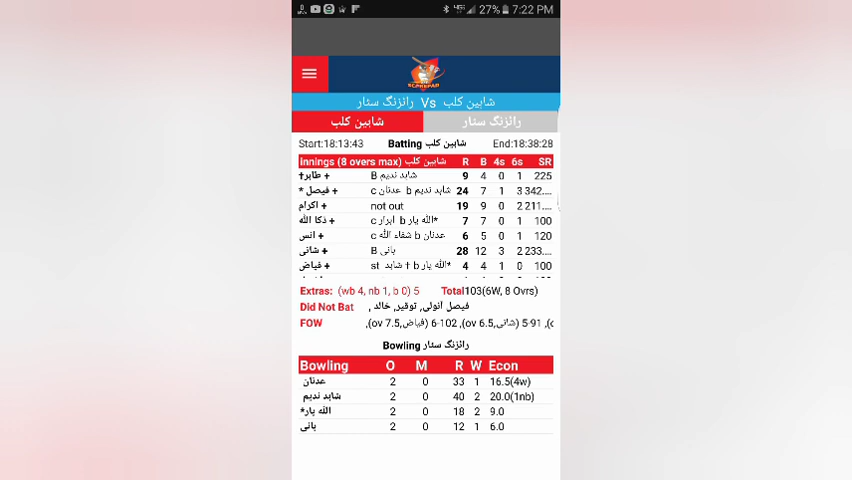 4G 27% 7:22 PM
SCOREPAD
شاہین کلب Vs رائزنگ سٹار
شاہین کلب رائزنگ سٹار
Start:18:13:43 Batting شاہین کلب End:18:38:28
Innings (8 overs max) شاہین کلب R B 4s 6s SR
طاہر† + B شاہد ندیم 9 4 0 1 225
فیصل * + c عدنان b شاہد ندیم 24 7 1 3 342....
اکرام + not out 19 9 0 2 211....
ذکا اللہ + c ابرار b اللہ یار* 7 7 0 1 100
انس + c شفاء اللہ b عدنان 6 5 0 1 120
شانی + B ہانی 28 12 3 2 233....
فیاض + st شاہد † b اللہ یار* 4 4 1 0 100
Extras: (wb 4, nb 1, b 0) 5 Total103(6W, 8 Ovrs)
Did Not Bat فیصل آنولی, توقیر, خالد ,
FOW ,(ov 7.5,فیاض) 6-102 ,(ov 6.5,شانی) 5-91 ,(c
Bowling رائزنگ سٹار
Bowling O M R W Econ
عدنان 2 0 33 1 16.5(4w)
شاہد ندیم 2 0 40 2 20.0(1nb)
اللہ یار* 2 0 18 2 9.0
ہانی 2 0 12 1 6.0